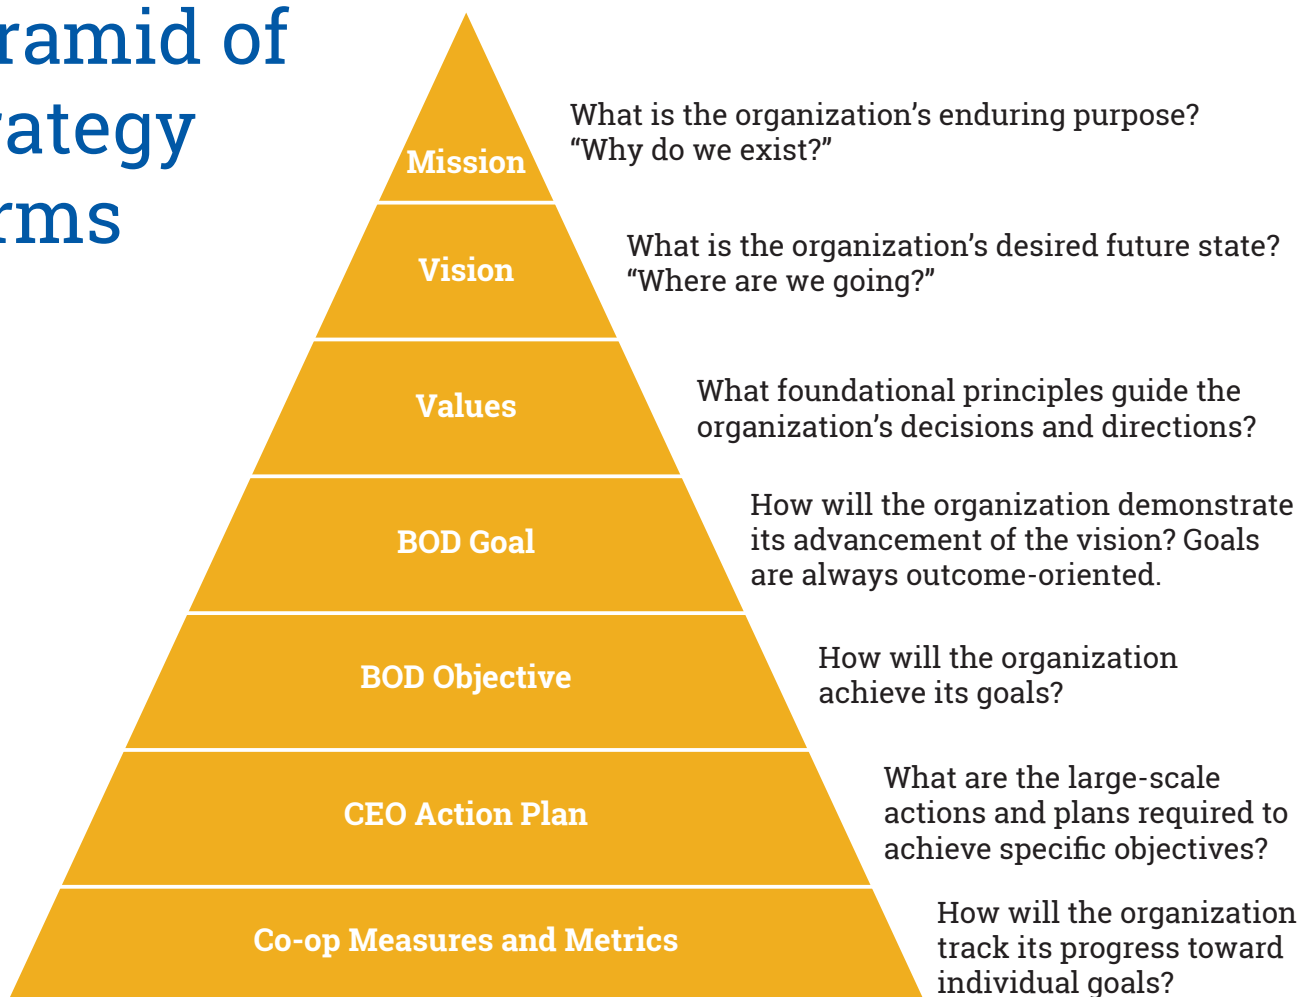 ramid of
rategy
rms
Mission
What is the organization’s enduring purpose?
“Why do we exist?”
Vision
What is the organization’s desired future state?
“Where are we going?”
Values
What foundational principles guide the
organization’s decisions and directions?
BOD Goal
How will the organization demonstrate
its advancement of the vision? Goals
are always outcome-oriented.
BOD Objective
How will the organization
achieve its goals?
CEO Action Plan
What are the large-scale
actions and plans required to
achieve specific objectives?
Co-op Measures and Metrics
How will the organization
track its progress toward
individual goals?